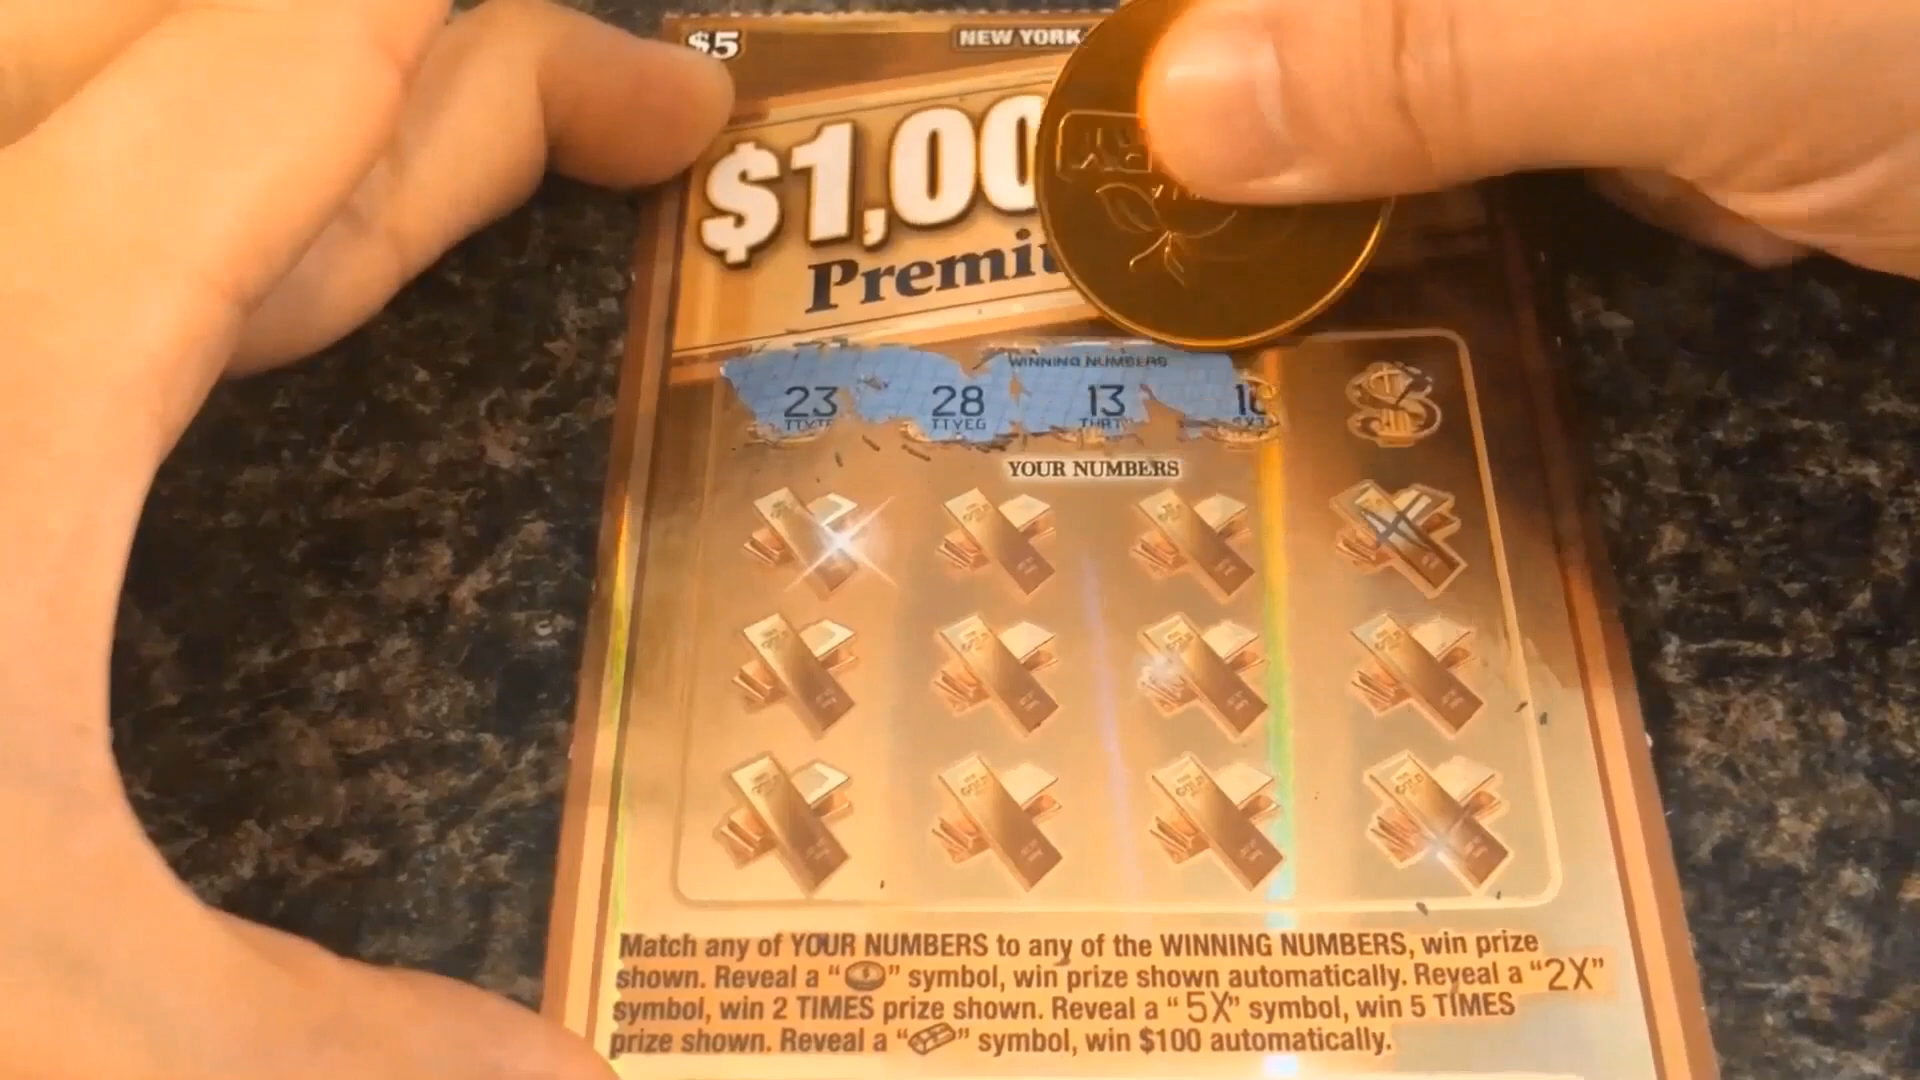 $5 NEW YORK
$1,00
Premiu
WINNING NUMBERS
23 28 13
TTYEG
YOUR NUMBERS
Match any of YOUR NUMBERS to any of the WINNING NUMBERS, win prize
shown. Reveal a “ ” symbol, win prize shown automatically. Reveal a “2X”
symbol, win 2 TIMES prize shown. Reveal a “5X” symbol, win 5 TIMES
prize shown. Reveal a “ ” symbol, win $100 automatically.